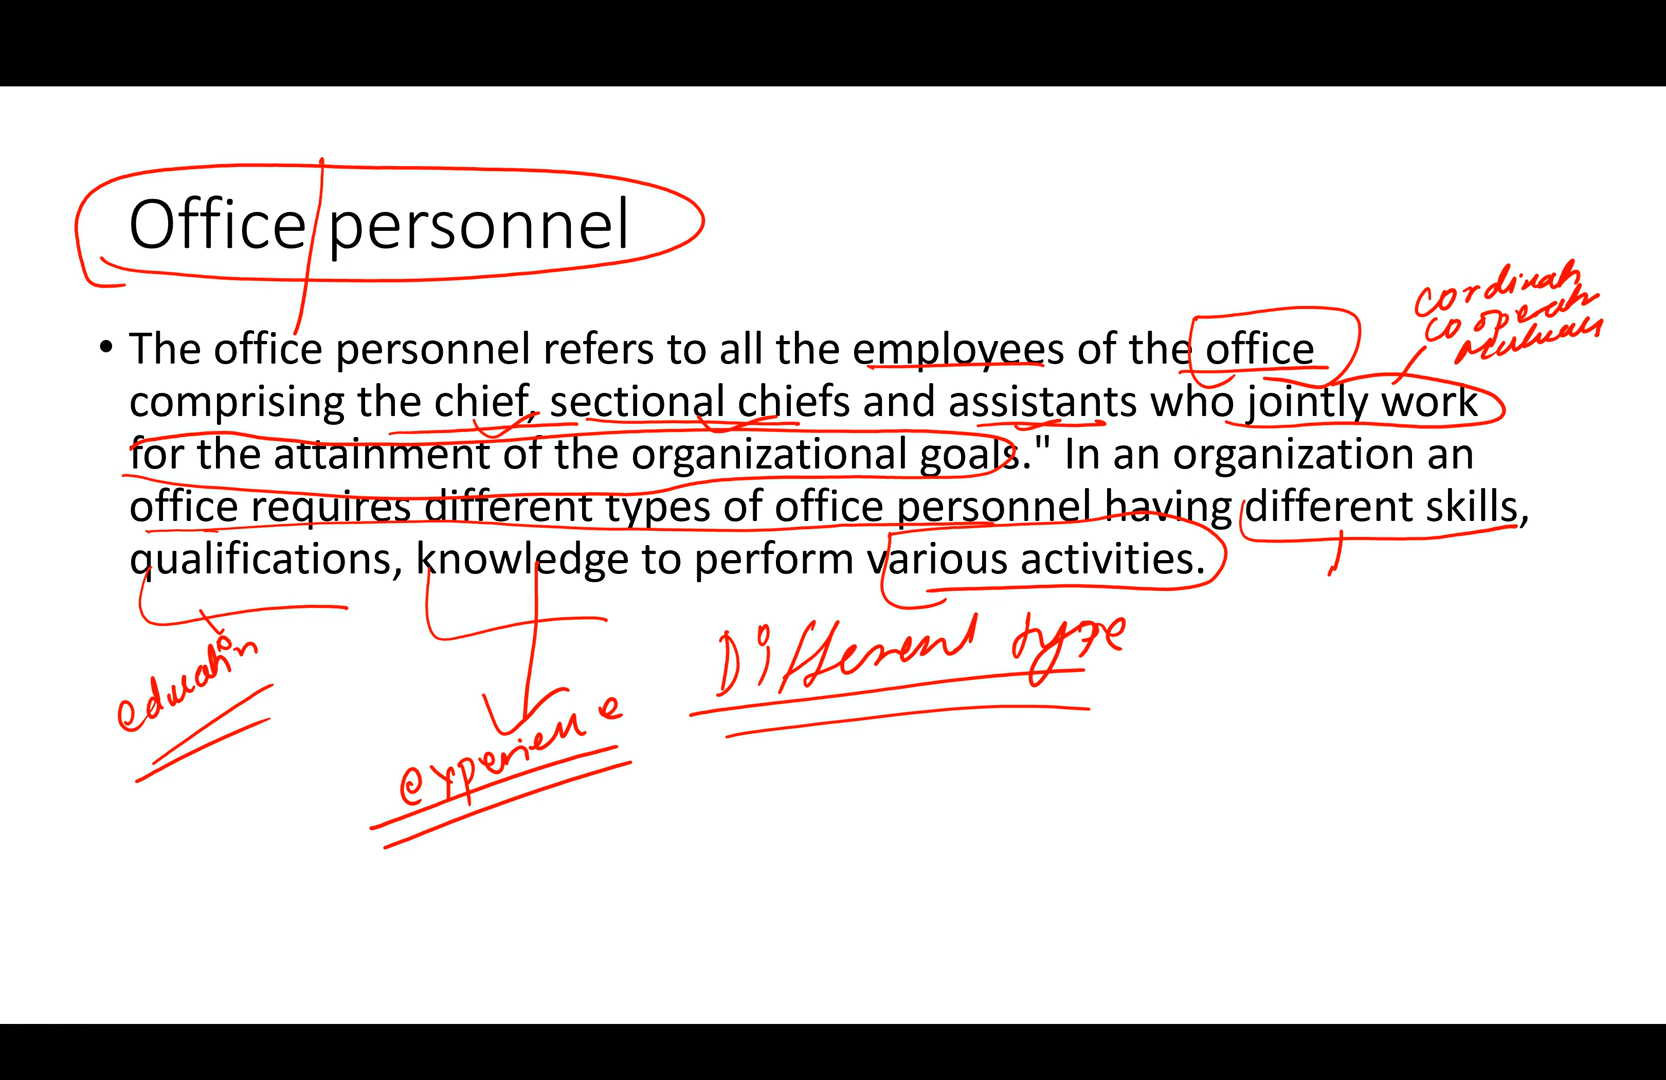 Office personnel
• The office personnel refers to all the employees of the office
comprising the chief, sectional chiefs and assistants who jointly work
for the attainment of the organizational goals." In an organization an
office requires different types of office personnel having different skills,
qualifications, knowledge to perform various activities.
education
experience
Different type